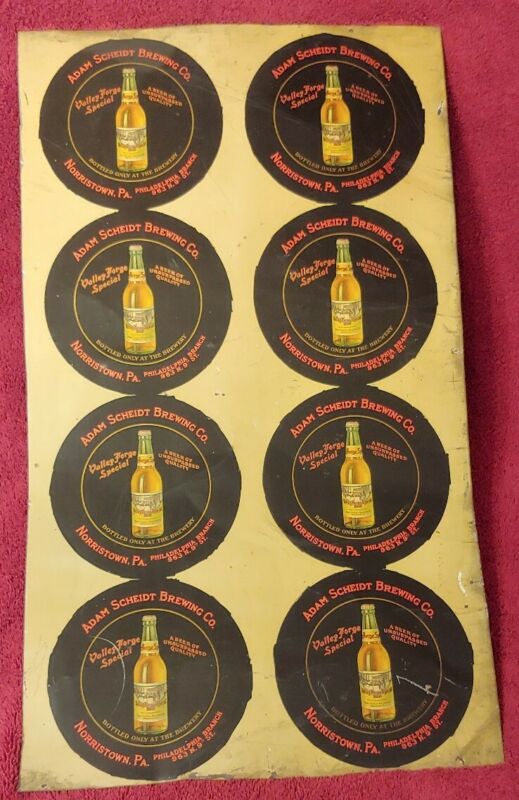 ADAM SCHEIDT BREWING CO.
Valley Forge
Special
A BEER OF
UNSURPASSED
QUALITY
BOTTLED ONLY AT THE BREWERY
NORRISTOWN, PA. PHILADELPHIA BRANCH
963 N. 9TH ST.
ADAM SCHEIDT BREWING CO.
Valley Forge
Special
A BEER OF
UNSURPASSED
QUALITY
BOTTLED ONLY AT THE BREWERY
NORRISTOWN, PA. PHILADELPHIA BRANCH
963 N. 9TH ST.
ADAM SCHEIDT BREWING CO.
Valley Forge
Special
A BEER OF
UNSURPASSED
QUALITY
BOTTLED ONLY AT THE BREWERY
NORRISTOWN, PA. PHILADELPHIA BRANCH
963 N. 9TH ST.
ADAM SCHEIDT BREWING CO.
Valley Forge
Special
A BEER OF
UNSURPASSED
QUALITY
BOTTLED ONLY AT THE BREWERY
NORRISTOWN, PA. PHILADELPHIA BRANCH
963 N. 9TH ST.
ADAM SCHEIDT BREWING CO.
Valley Forge
Special
A BEER OF
UNSURPASSED
QUALITY
BOTTLED ONLY AT THE BREWERY
NORRISTOWN, PA. PHILADELPHIA BRANCH
963 N. 9TH ST.
ADAM SCHEIDT BREWING CO.
Valley Forge
Special
A BEER OF
UNSURPASSED
QUALITY
BOTTLED ONLY AT THE BREWERY
NORRISTOWN, PA. PHILADELPHIA BRANCH
963 N. 9TH ST.
ADAM SCHEIDT BREWING CO.
Valley Forge
Special
A BEER OF
UNSURPASSED
QUALITY
BOTTLED ONLY AT THE BREWERY
NORRISTOWN, PA. PHILADELPHIA BRANCH
963 N. 9TH ST.
ADAM SCHEIDT BREWING CO.
Valley Forge
Special
A BEER OF
UNSURPASSED
QUALITY
BOTTLED ONLY AT THE BREWERY
NORRISTOWN, PA. PHILADELPHIA BRANCH
963 N. 9TH ST.